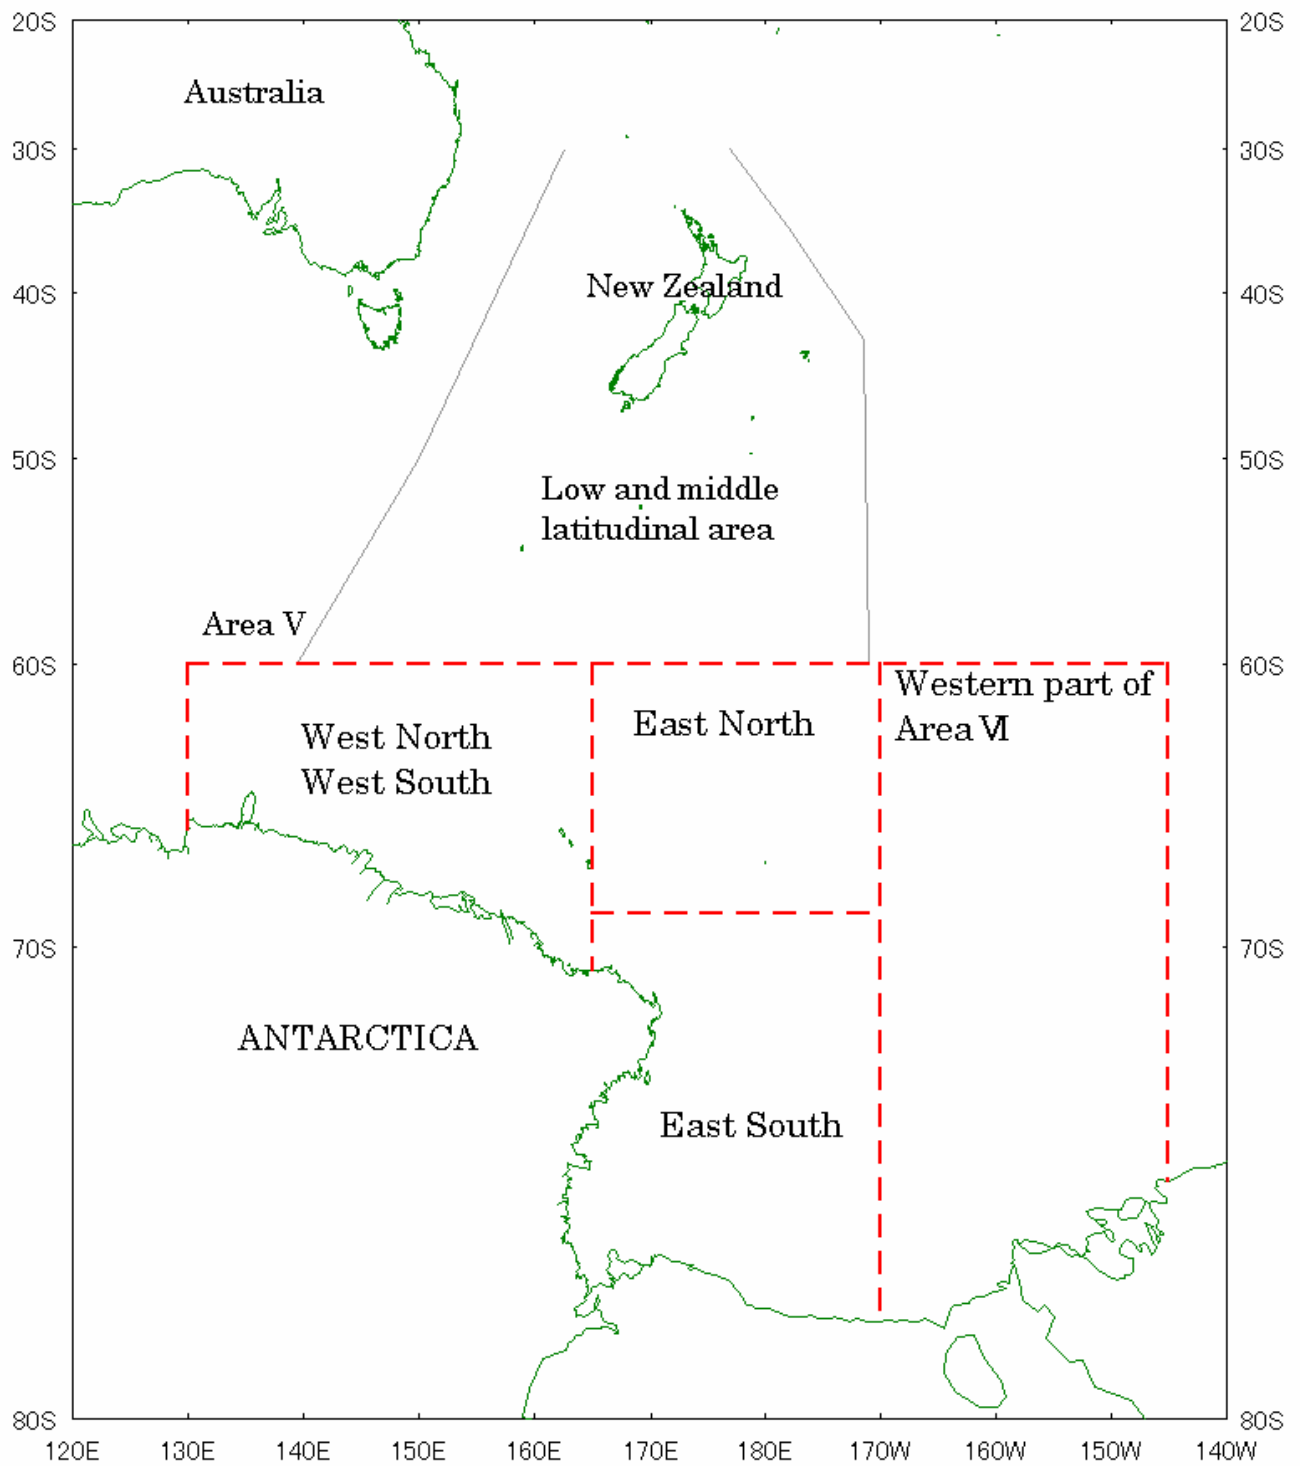 20S
20S
Australia
30S
30S
New Zealand
40S
40S
50S
50S
Low and middle
latitudinal area
Area V
60S
60S
Western part of
Area VI
East North
West North
West South
70S
70S
ANTARCTICA
East South
80S
80S
120E 130E 140E 150E 160E 170E 180E 170W 160W 150W 140W